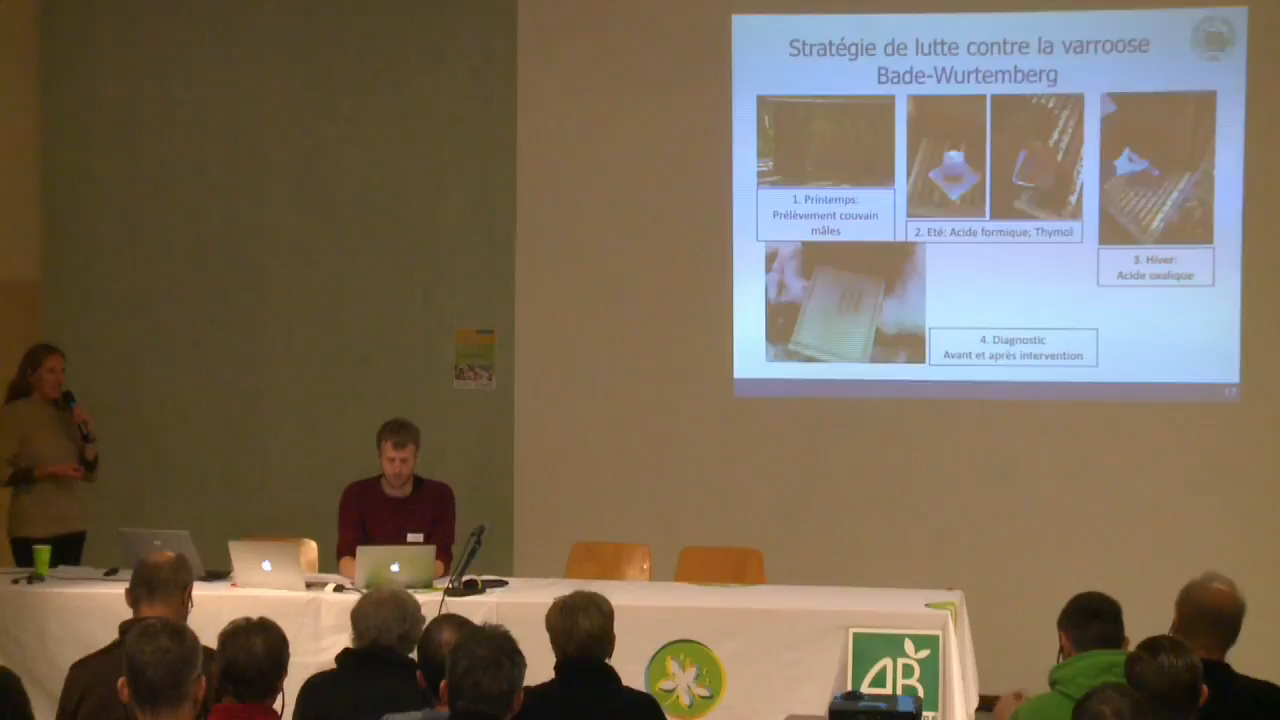 Stratégie de lutte contre la varroose
Bade-Wurtemberg
1. Printemps:
Prélèvement couvain
mâles
2. Eté: Acide formique; Thymol
3. Hiver:
Acide oxalique
4. Diagnostic
Avant et après intervention
17
AB